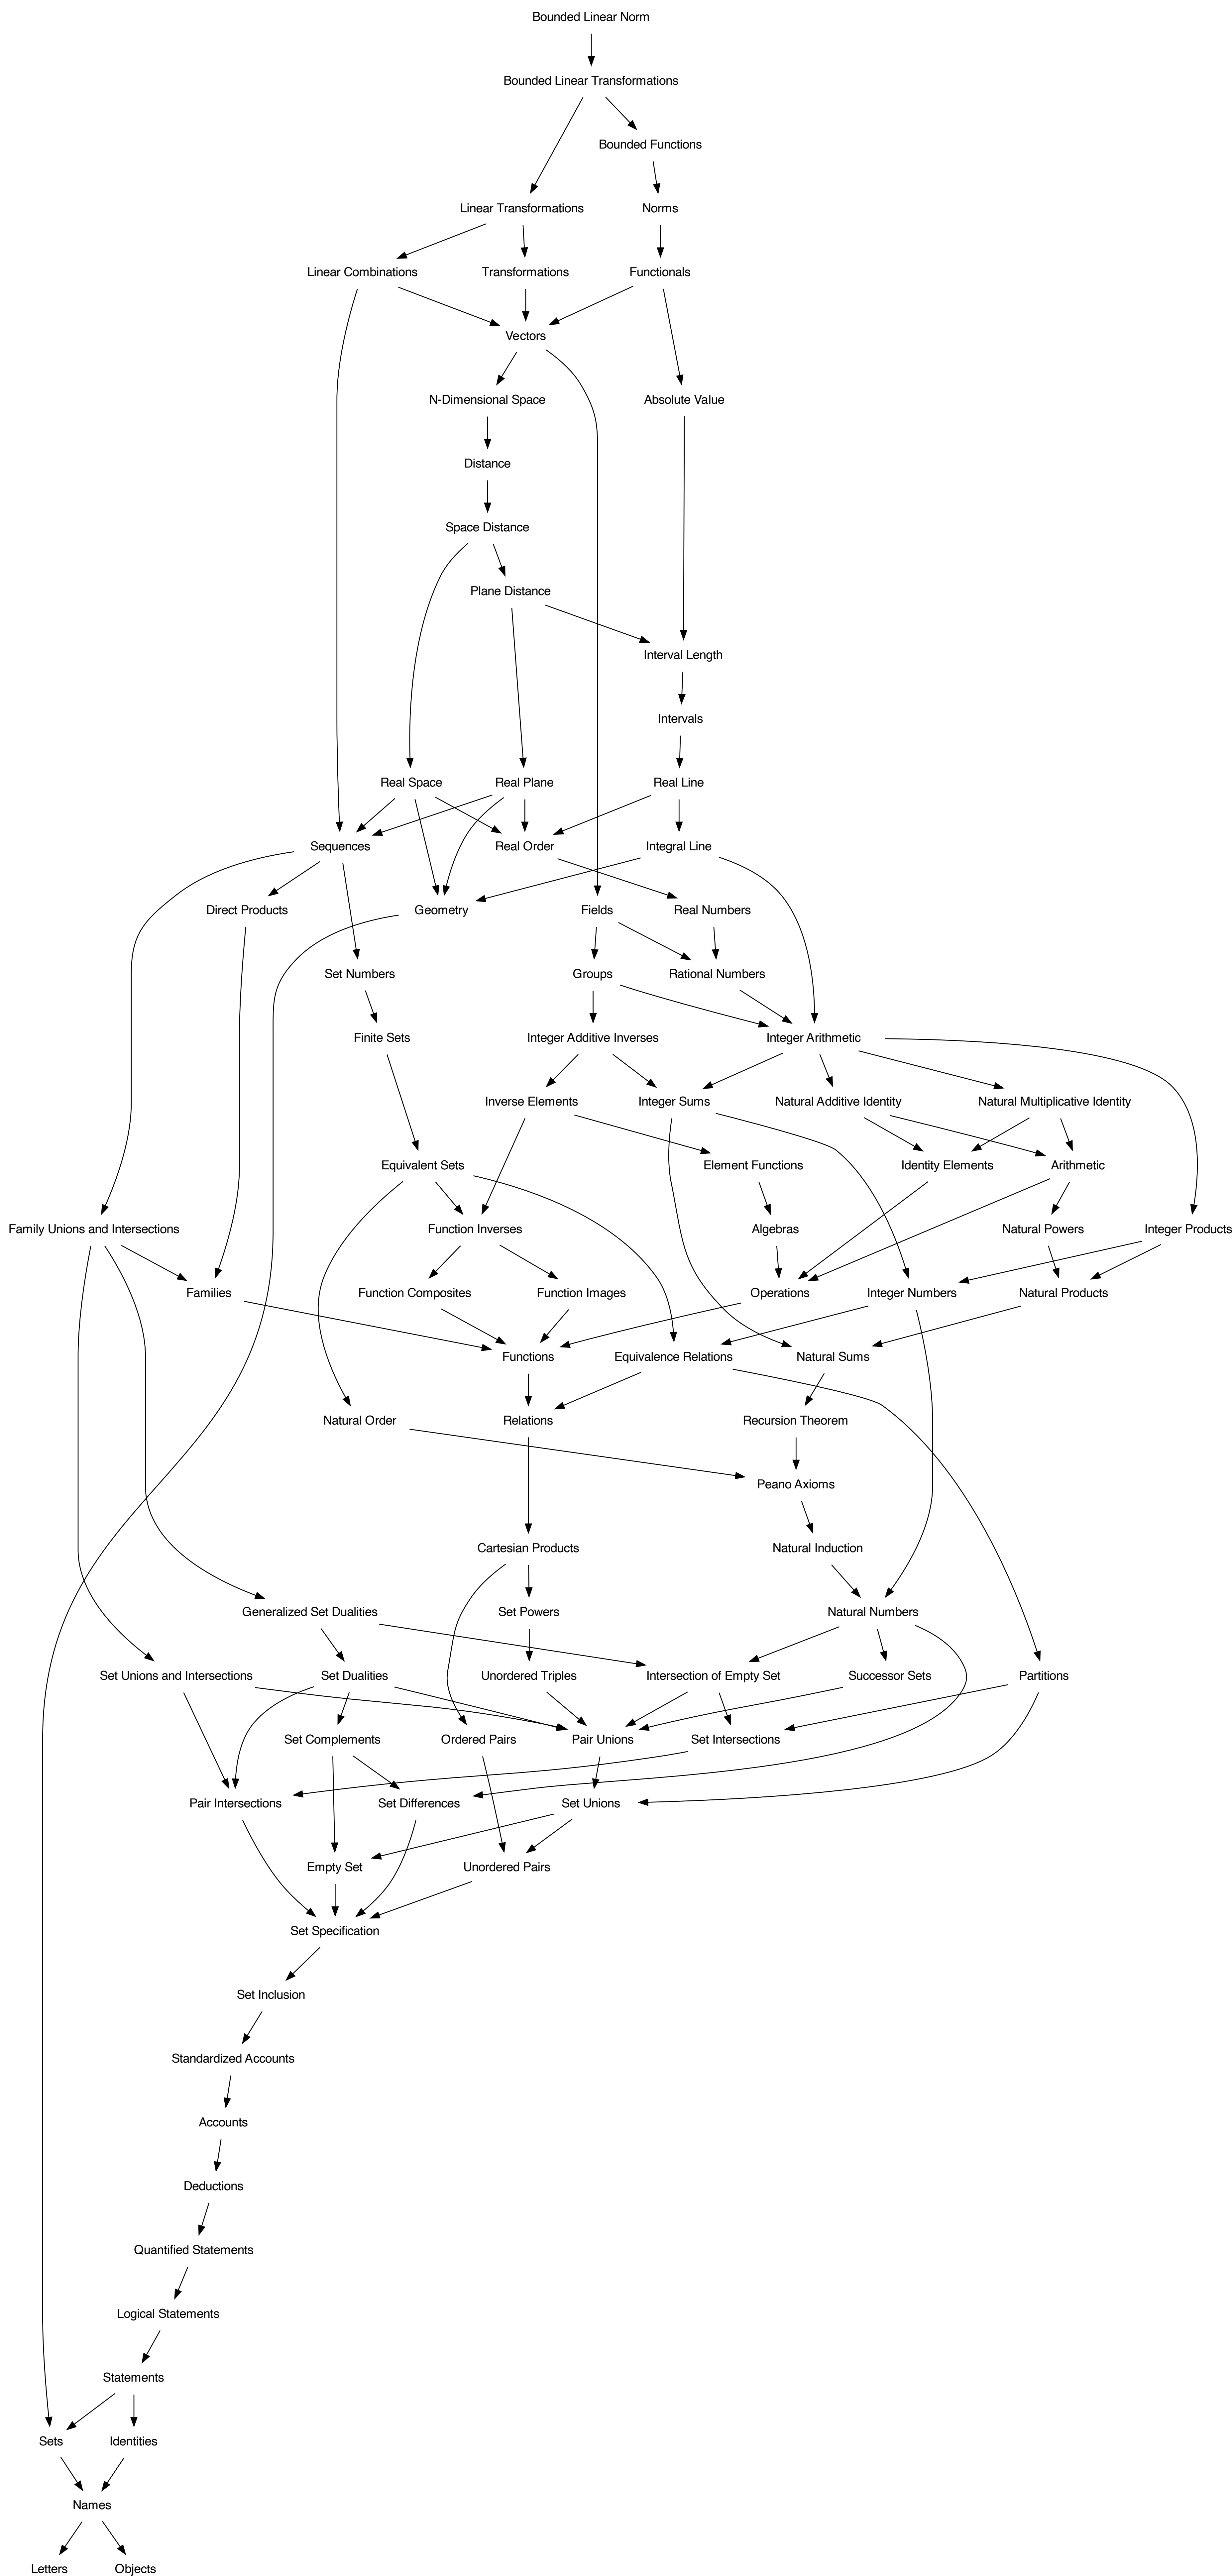 Bounded Linear Norm
Bounded Linear Transformations
Bounded Functions
Linear Transformations
Norms
Linear Combinations
Transformations
Functionals
Vectors
N-Dimensional Space
Absolute Value
Distance
Space Distance
Plane Distance
Interval Length
Intervals
Real Space
Real Plane
Real Line
Sequences
Real Order
Integral Line
Direct Products
Geometry
Fields
Real Numbers
Set Numbers
Groups
Rational Numbers
Finite Sets
Integer Additive Inverses
Integer Arithmetic
Inverse Elements
Integer Sums
Natural Additive Identity
Natural Multiplicative Identity
Equivalent Sets
Element Functions
Identity Elements
Arithmetic
Family Unions and Intersections
Function Inverses
Algebras
Natural Powers
Integer Products
Families
Function Composites
Function Images
Operations
Integer Numbers
Natural Products
Functions
Equivalence Relations
Natural Sums
Natural Order
Relations
Recursion Theorem
Peano Axioms
Cartesian Products
Natural Induction
Generalized Set Dualities
Set Powers
Natural Numbers
Set Unions and Intersections
Set Dualities
Unordered Triples
Intersection of Empty Set
Successor Sets
Partitions
Set Complements
Ordered Pairs
Pair Unions
Set Intersections
Pair Intersections
Set Differences
Set Unions
Empty Set
Unordered Pairs
Set Specification
Set Inclusion
Standardized Accounts
Accounts
Deductions
Quantified Statements
Logical Statements
Statements
Sets
Identities
Names
Letters
Objects